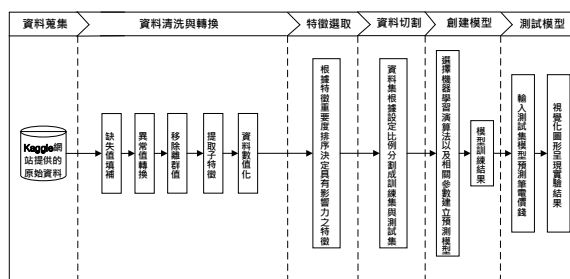 資料蒐集
資料清洗與轉換
特徵選取
資料切割
創建模型
測試模型
Kaggle網
站提供的
原始資料
缺失值填補
異常值轉換
移除離群值
提取子特徵
資料數值化
根據特徵重要度排序決定具有影響力之特徵
資料集根據設定比例分割成訓練集與測試集
選擇機器學習演算法以及相關參數建立預測模型
模型訓練結果
輸入測試集模型預測筆電價錢
視覺化圖形呈現實驗結果